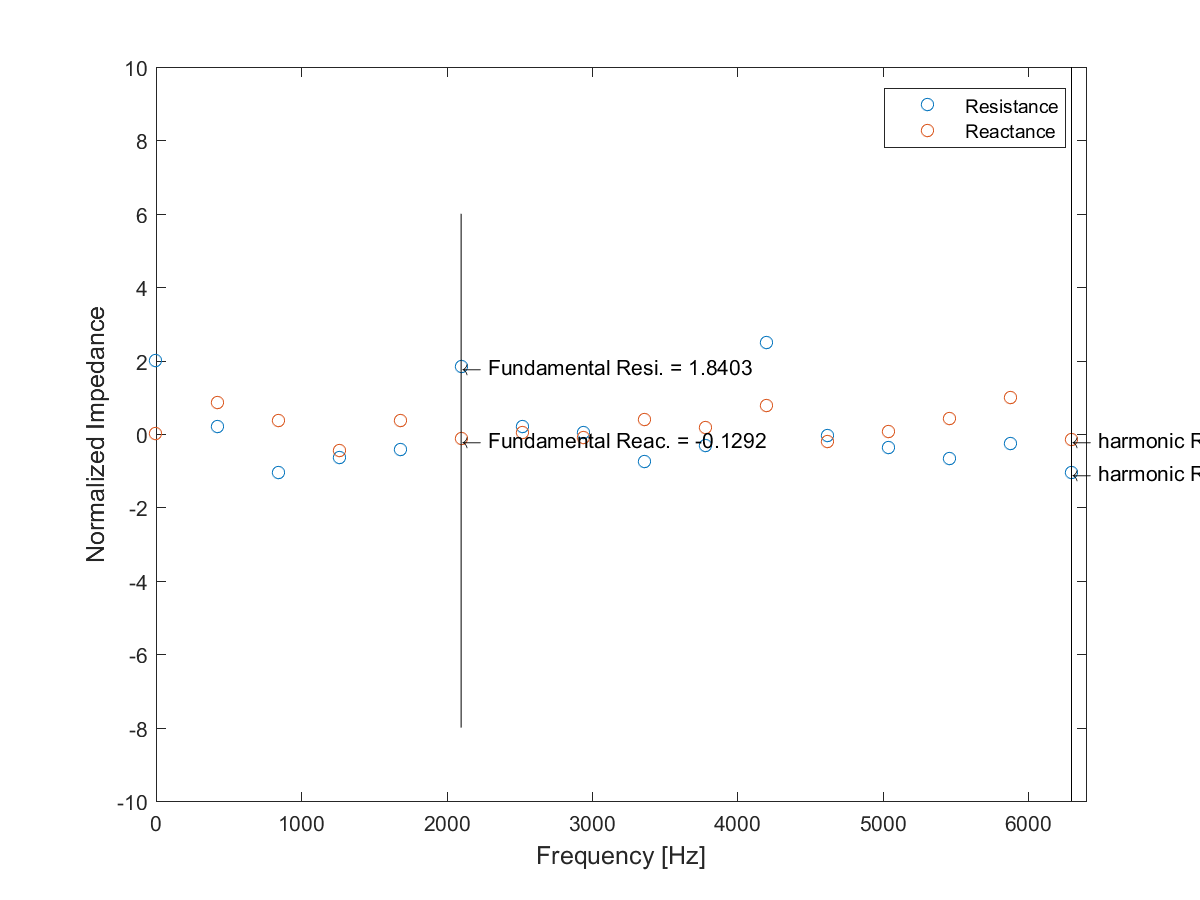 10
8
6
4
2
0
-2
-4
-6
-8
-10
Normalized Impedance
Resistance
Reactance
Fundamental Resi. = 1.8403
Fundamental Reac. = -0.1292
harmonic R
harmonic R
0 1000 2000 3000 4000 5000 6000
Frequency [Hz]